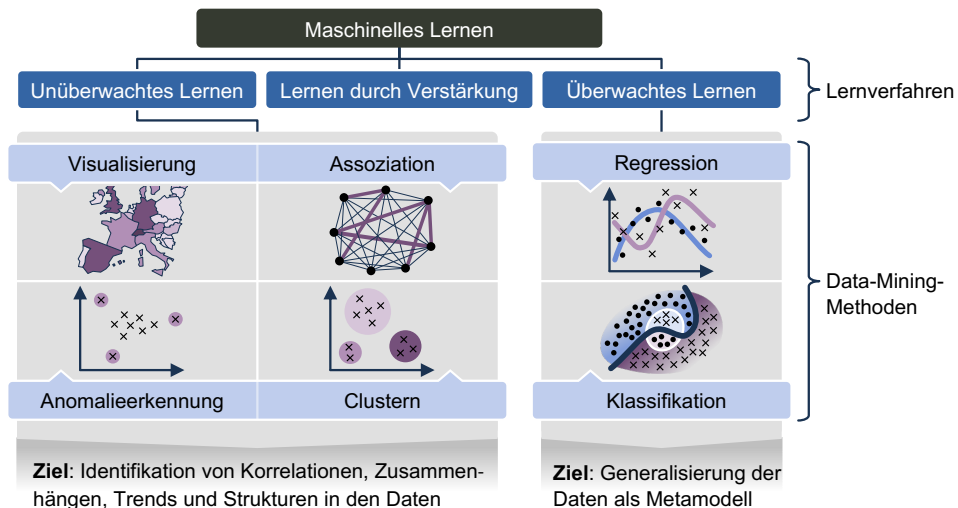 Maschinelles Lernen
Unüberwachtes Lernen
Lernen durch Verstärkung
Überwachtes Lernen
Lernverfahren
Visualisierung
Assoziation
Regression
Data-Mining-
Methoden
Anomalieerkennung
Clustern
Klassifikation
Ziel: Identifikation von Korrelationen, Zusammen-
hängen, Trends und Strukturen in den Daten
Ziel: Generalisierung der
Daten als Metamodell